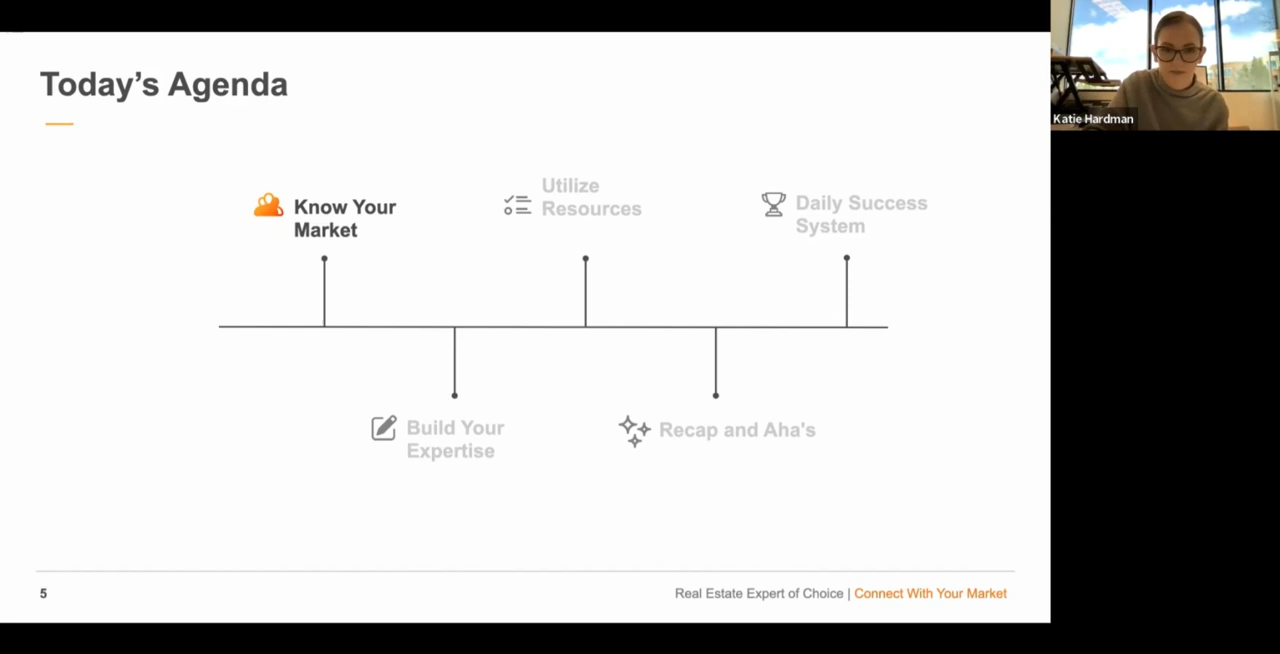 Today's Agenda
Know Your
Market
Utilize
Resources
Daily Success
System
Build Your
Expertise
Recap and Aha's
5
Real Estate Expert of Choice | Connect With Your Market
Katie Hardman